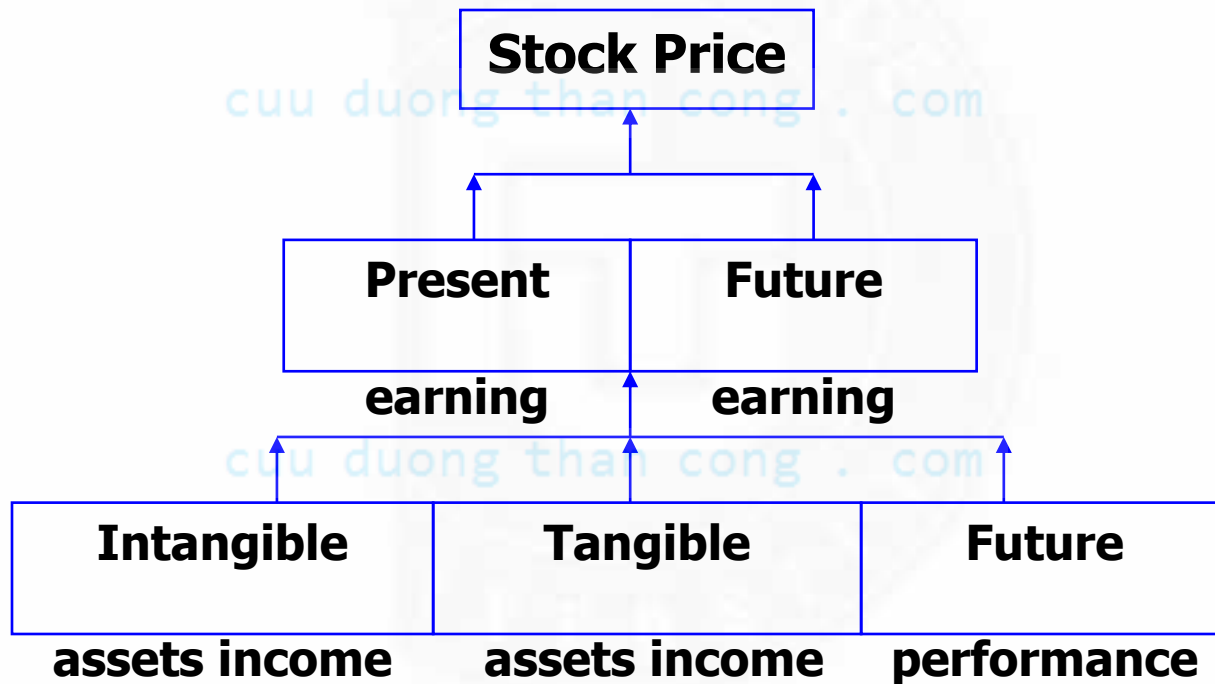 Stock Price
cuu duong than cong . com
Present Future
earning earning
cuu duong than cong . com
Intangible Tangible Future
assets income assets income performance